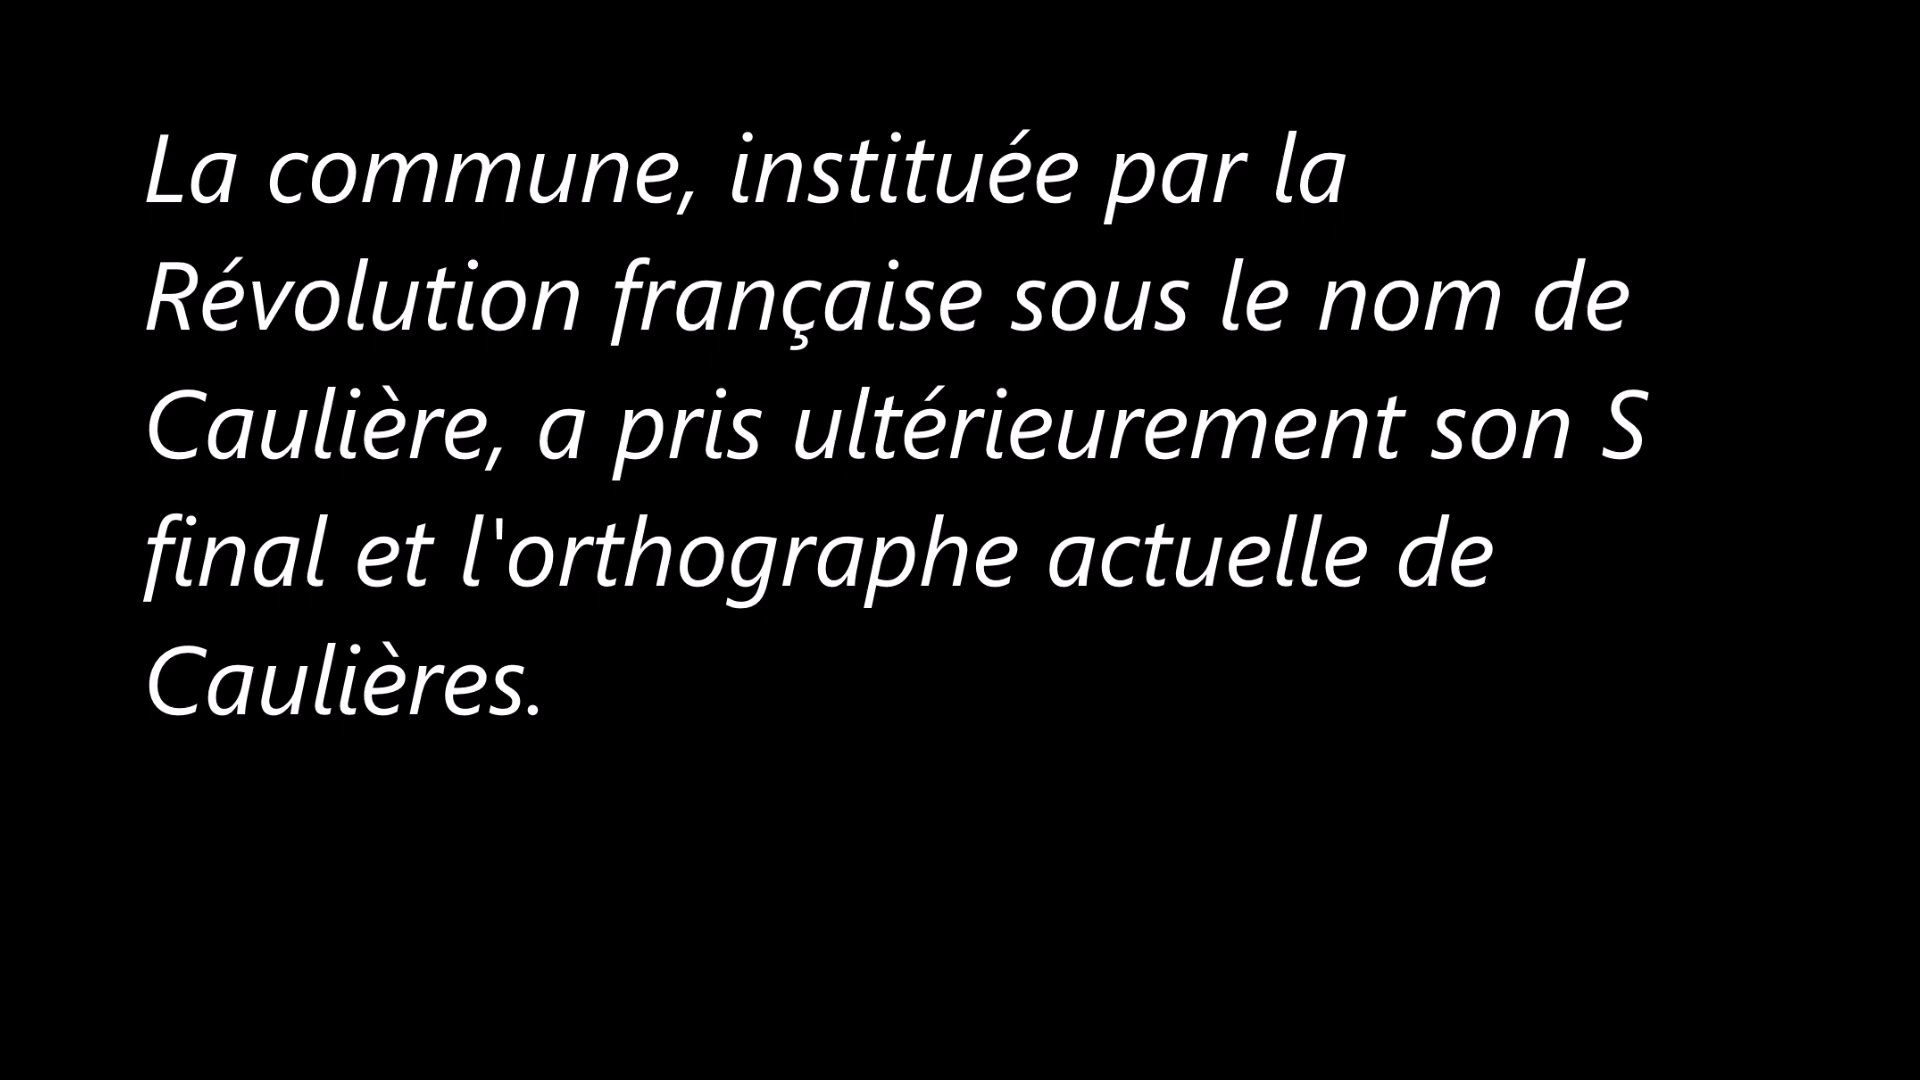 La commune, instituée par la
Révolution française sous le nom de
Caulière, a pris ultérieurement son S
final et l'orthographe actuelle de
Caulières.